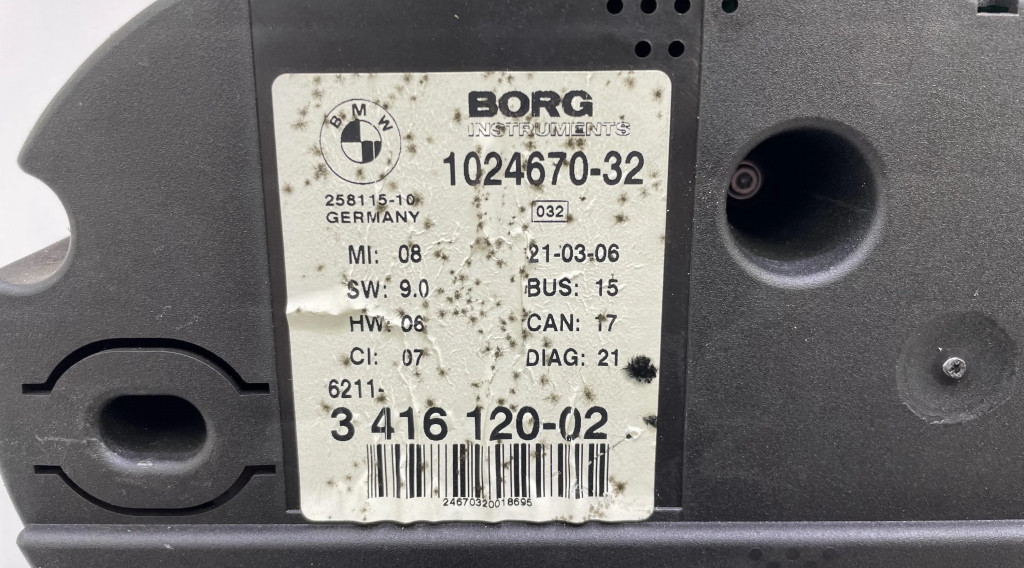 BMW
BORG
INSTRUMENTS
1024670-32
258115-10
GERMANY
032
MI: 08 21-03-06
SW: 9.0 BUS: 15
HW: 06 CAN: 17
CI: 07 DIAG: 21
6211-
3 416 120-02
24670320018695